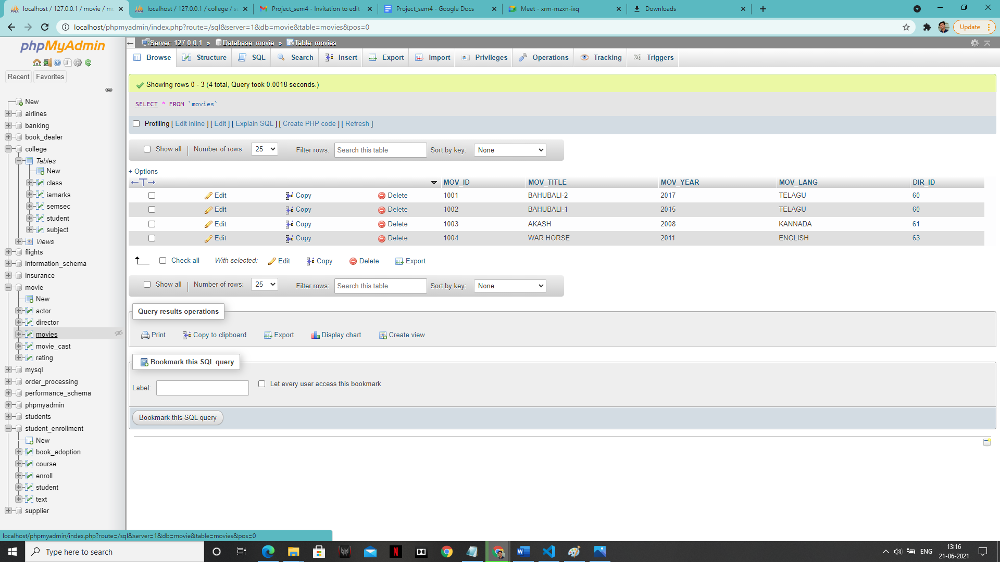 localhost / 127.0.0.1 / movie / mo
localhost / 127.0.0.1 / college / su
Project_sem4 - Invitation to edit -
Project_sem4 - Google Docs
Meet - xrm-mzxn-ixq
Downloads
localhost/phpmyadmin/index.php?route=/sql&server=1&db=movie&table=movies&pos=0
Update
phpMyAdmin
Recent
Favorites
New
airlines
banking
book_dealer
college
Tables
New
class
iamarks
semsec
student
subject
Views
flights
information_schema
insurance
movie
New
actor
director
movies
movie_cast
rating
mysql
order_processing
performance_schema
phpmyadmin
students
student_enrollment
New
book_adoption
course
enroll
student
text
supplier
Server: 127.0.0.1 » Database: movie » Table: movies
Browse Structure SQL Search Insert Export Import Privileges Operations Tracking Triggers
Showing rows 0 - 3 (4 total, Query took 0.0018 seconds.)
SELECT * FROM `movies`
Profiling [ Edit inline ] [ Edit ] [ Explain SQL ] [ Create PHP code ] [ Refresh ]
Show all | Number of rows: 25 Filter rows: Search this table Sort by key: None
+ Options
MOV_ID MOV_TITLE MOV_YEAR MOV_LANG DIR_ID
Edit Copy Delete 1001 BAHUBALI-2 2017 TELAGU 60
Edit Copy Delete 1002 BAHUBALI-1 2015 TELAGU 60
Edit Copy Delete 1003 AKASH 2008 KANNADA 61
Edit Copy Delete 1004 WAR HORSE 2011 ENGLISH 63
Check all With selected: Edit Copy Delete Export
Show all | Number of rows: 25 Filter rows: Search this table Sort by key: None
Query results operations
Print Copy to clipboard Export Display chart Create view
Bookmark this SQL query
Label: Let every user access this bookmark
Bookmark this SQL query
localhost/phpmyadmin/index.php?route=/sql&server=1&db=movie&table=movies&pos=0
Type here to search
ENG
13:16
21-06-2021